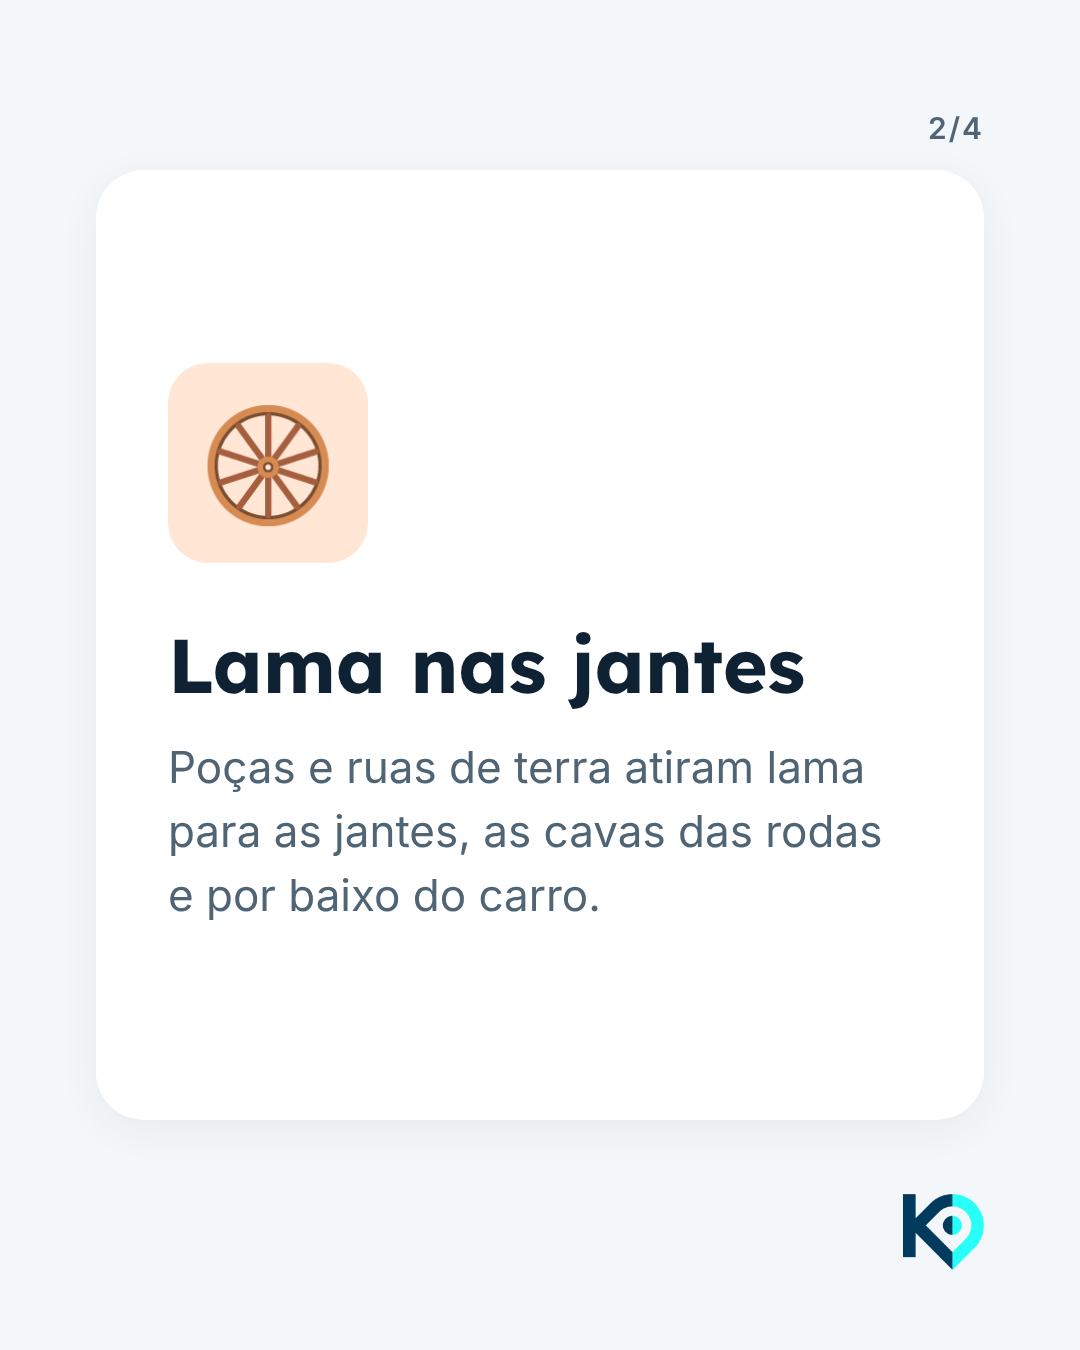 2/4
Lama nas jantes
Poças e ruas de terra atiram lama
para as jantes, as cavas das rodas
e por baixo do carro.